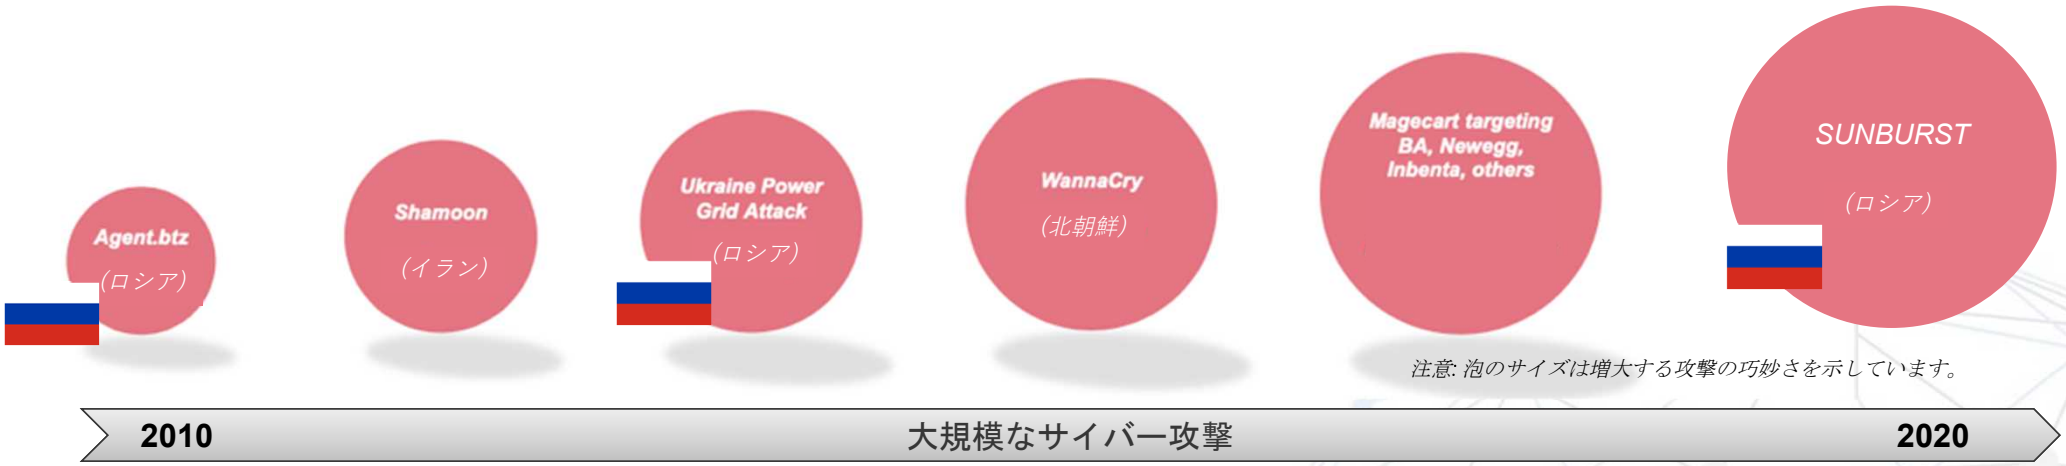 Agent.btz
(ロシア)
Shamoon
(イラン)
Ukraine Power
Grid Attack
(ロシア)
WannaCry
(北朝鮮)
Magecart targeting
BA, Newegg,
Inbenta, others
SUNBURST
(ロシア)
注意: 泡のサイズは増大する攻撃の巧妙さを示しています。
2010
大規模なサイバー攻撃
2020